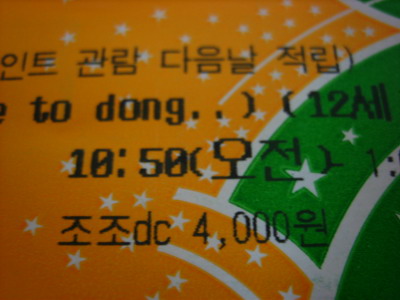 인트 관람 다음날 적립)
e to dong..) (12세
10:50(오전)- 1:
조조dc 4,000원